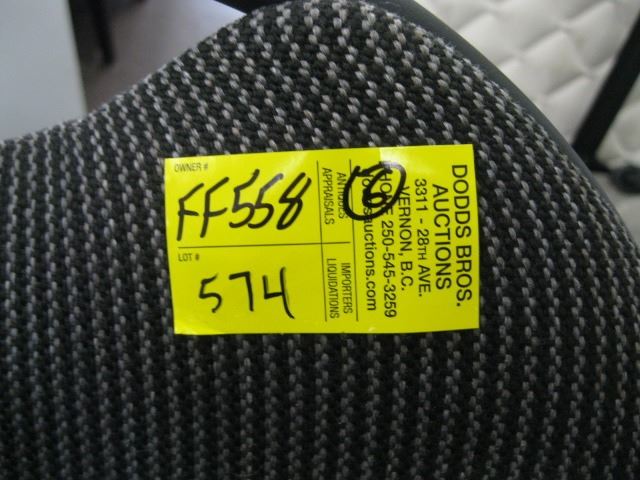 OWNER #
FF558
LOT #
574
ANTIQUES
APPRAISALS
IMPORTERS
LIQUIDATIONS
6
DODDS BROS.
AUCTIONS
3311 - 28TH AVE.
VERNON, B.C.
250-545-3259
auctions.com